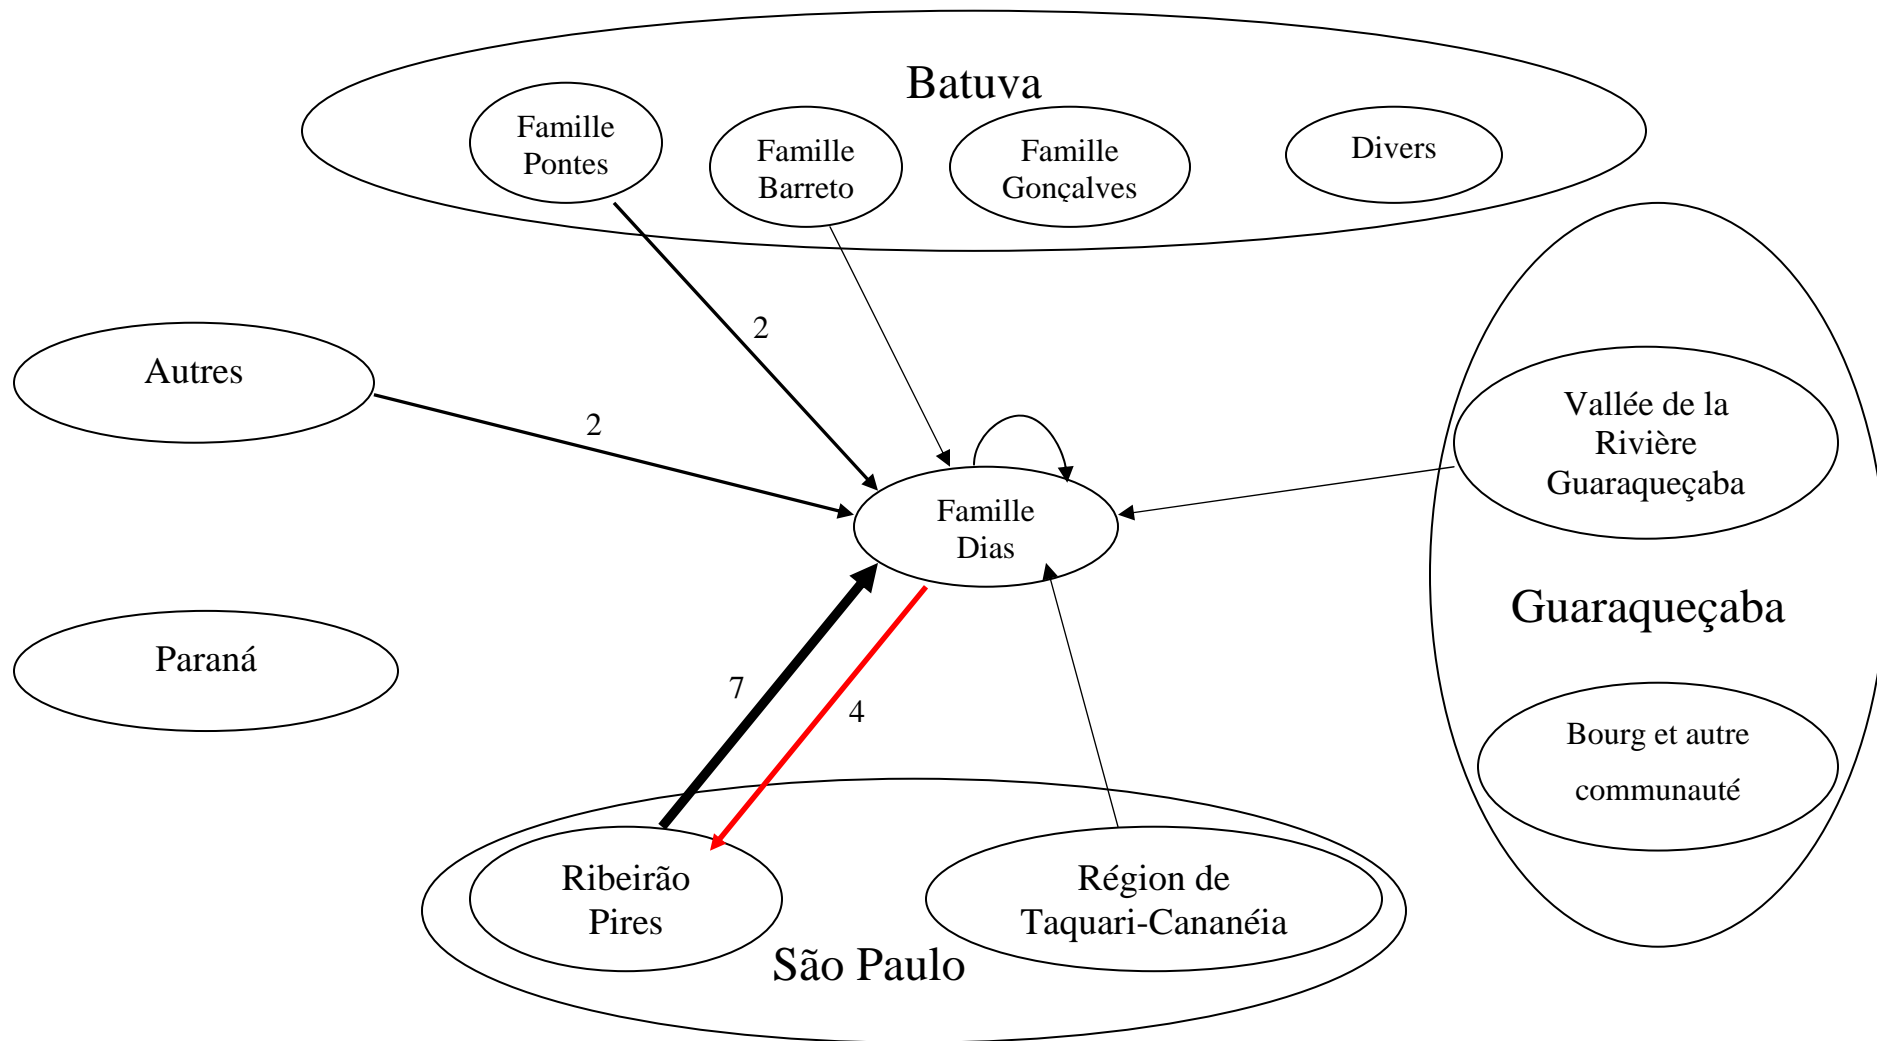 Batuva
Famille
Pontes
Famille
Barreto
Famille
Gonçalves
Divers
2
Autres
2
Vallée de la
Rivière
Guaraqueçaba
Famille
Dias
Guaraqueçaba
Paraná
7
4
Bourg et autre
communauté
Ribeirão
Pires
Région de
Taquari-Cananéia
São Paulo